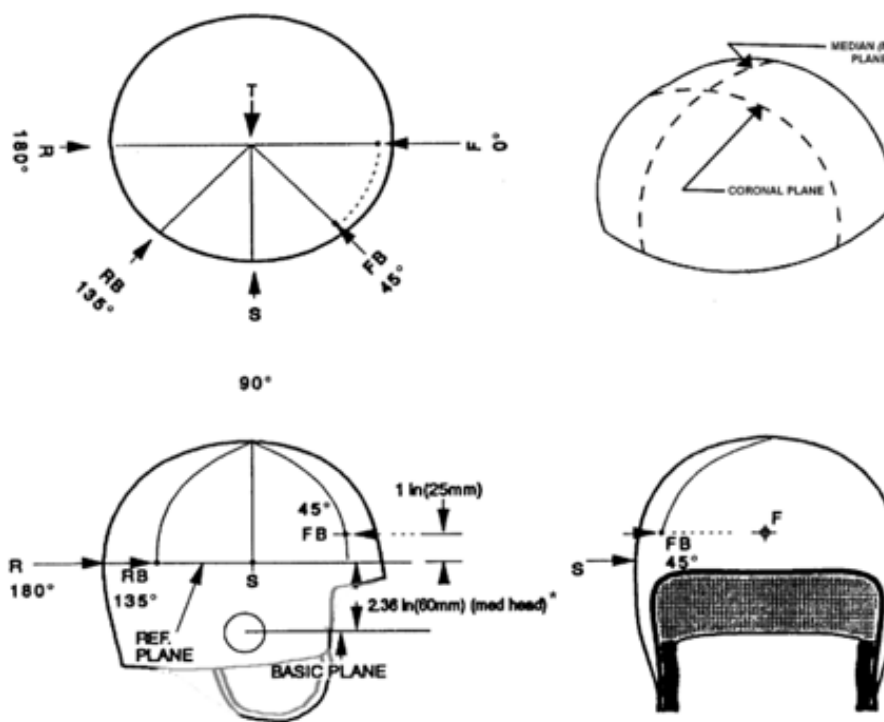 T
R
180°
F
0°
RB
135°
FB
45°
S
90°
MEDIAN
PLANE
CORONAL PLANE
1 in(25mm)
45°
FB
R
180°
RB
135°
S
REF.
PLANE
2.36 in(60mm) (med head)*
BASIC PLANE
F
FB
45°
S